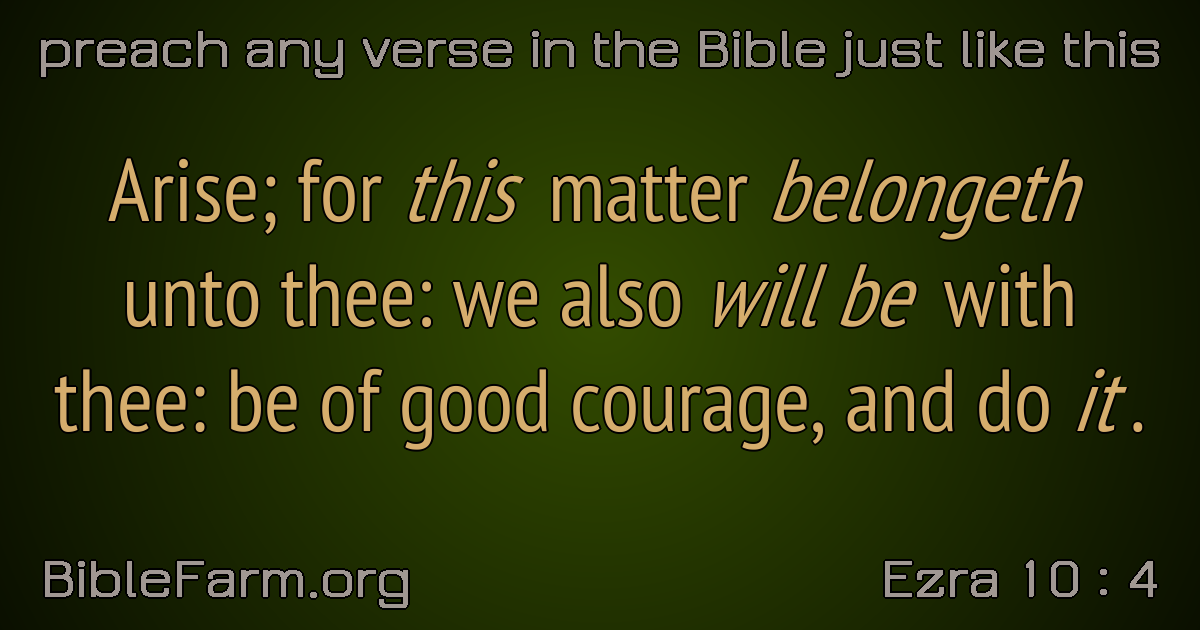 preach any verse in the Bible just like this
Arise; for this matter belongeth
unto thee: we also will be with
thee: be of good courage, and do it .
BibleFarm.org
Ezra 10 : 4